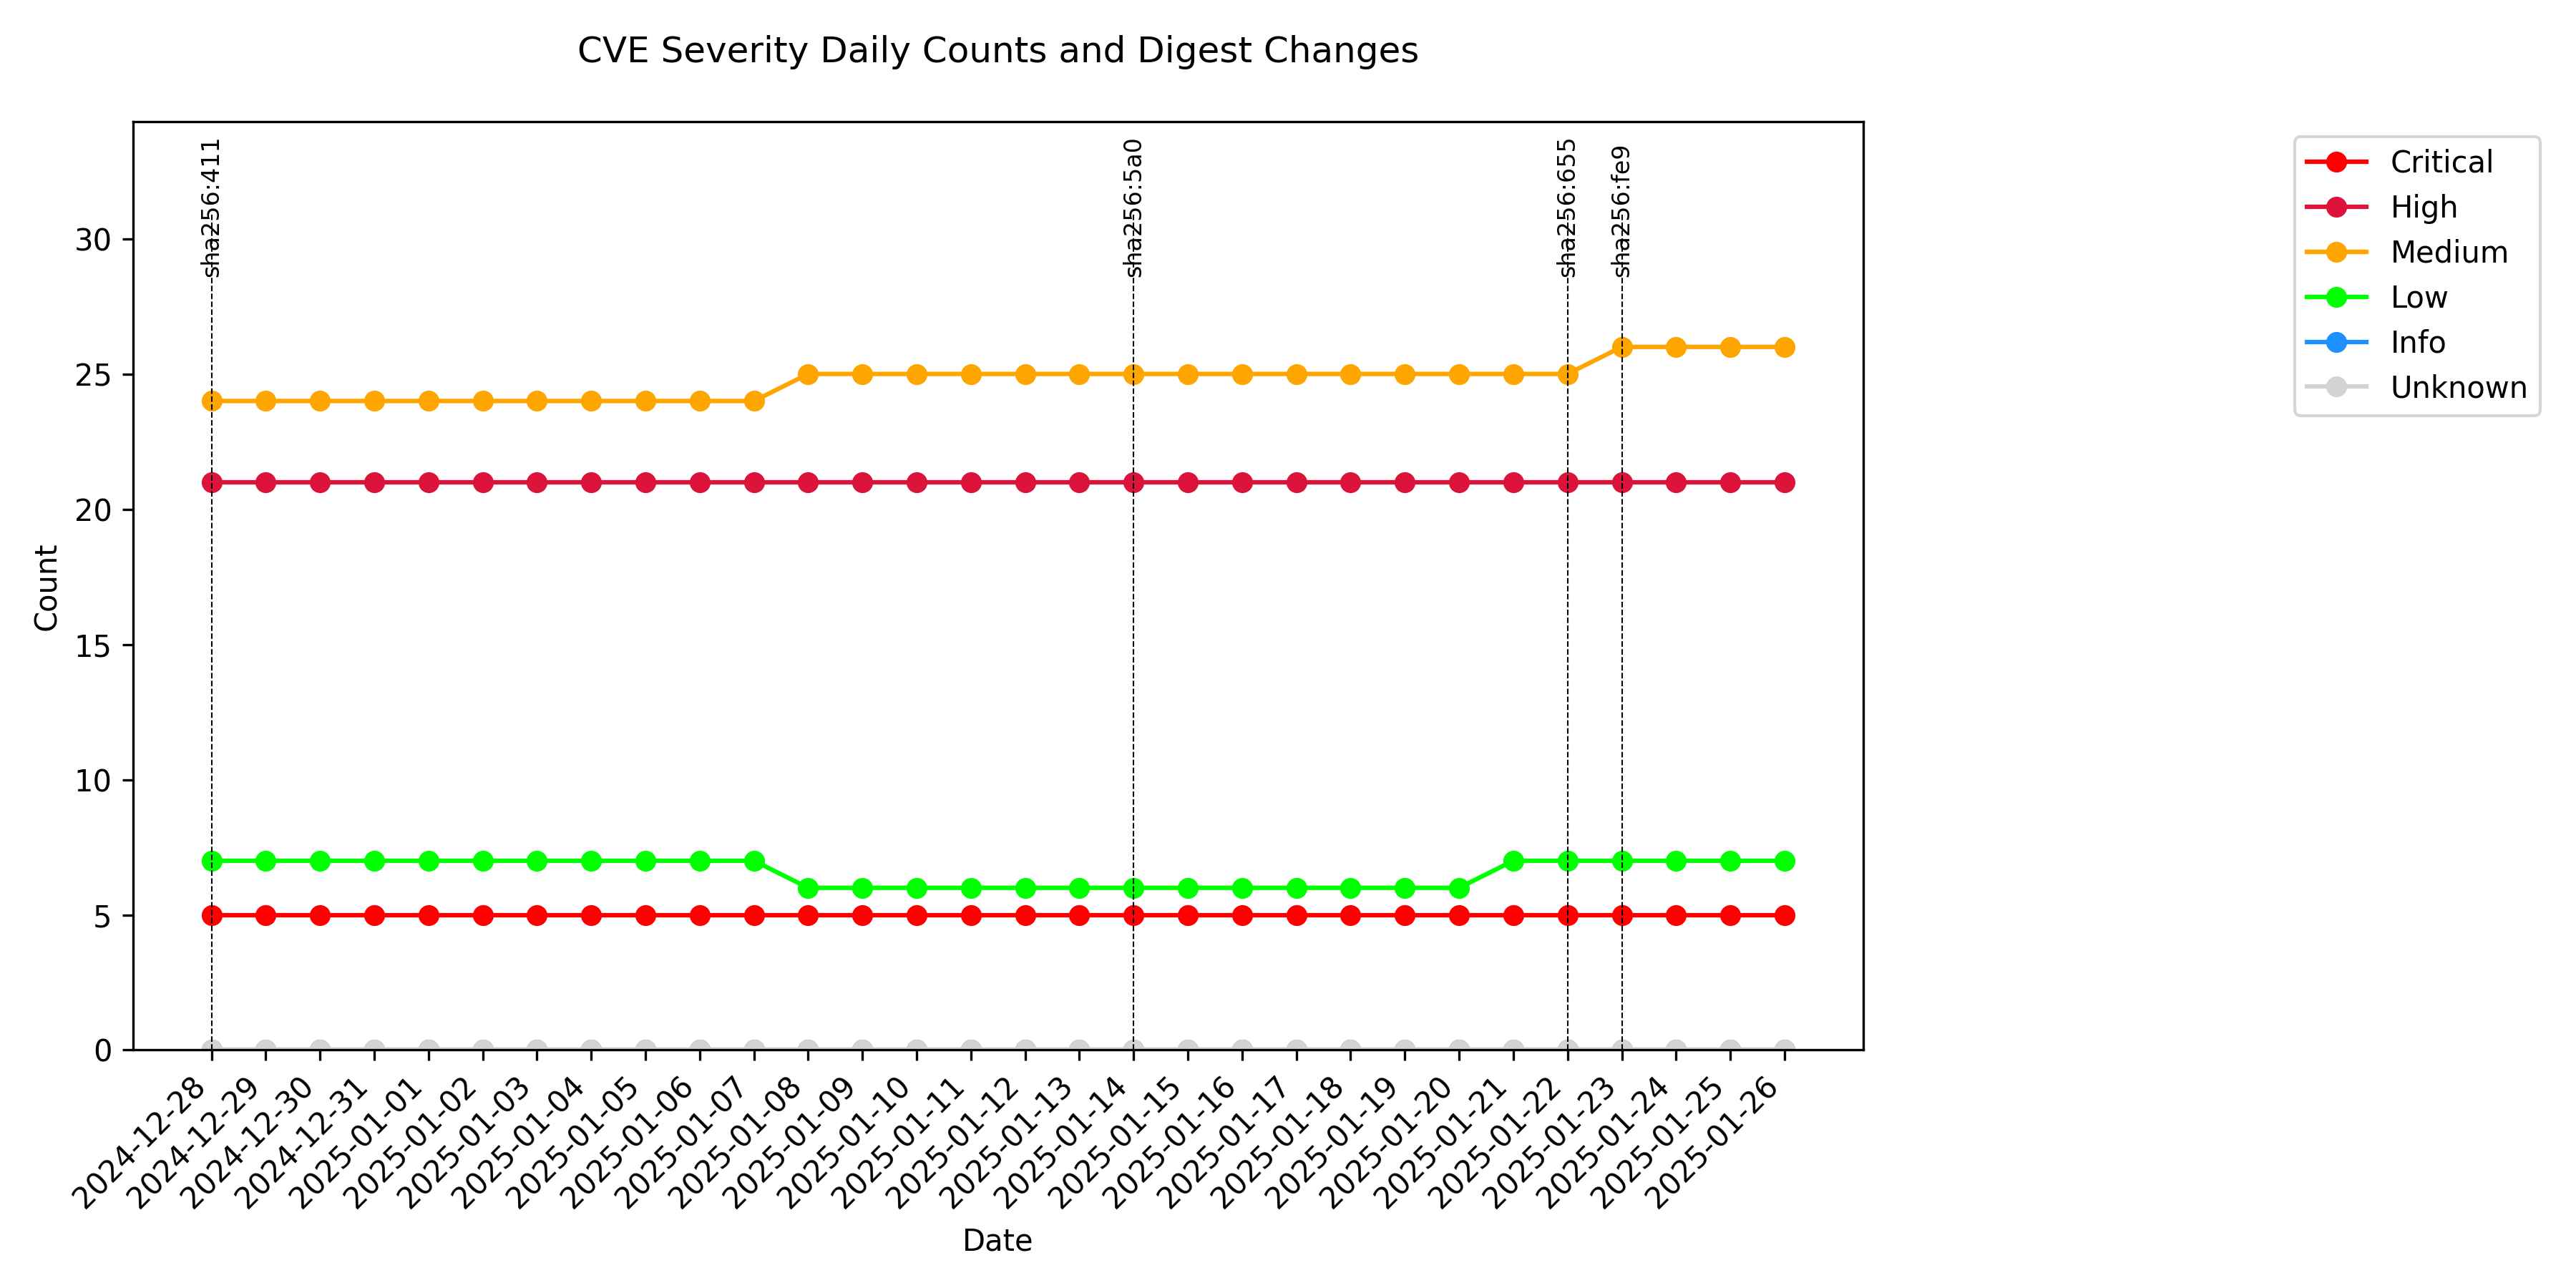 CVE Severity Daily Counts and Digest Changes
sha256:411
sha256:5a0
sha256:655
sha256:fe9
Critical
High
Medium
Low
Info
Unknown
Count
30
25
20
15
10
5
0
2024-12-28
2024-12-29
2024-12-30
2024-12-31
2025-01-01
2025-01-02
2025-01-03
2025-01-04
2025-01-05
2025-01-06
2025-01-07
2025-01-08
2025-01-09
2025-01-10
2025-01-11
2025-01-12
2025-01-13
2025-01-14
2025-01-15
2025-01-16
2025-01-17
2025-01-18
2025-01-19
2025-01-20
2025-01-21
2025-01-22
2025-01-23
2025-01-24
2025-01-25
2025-01-26
Date